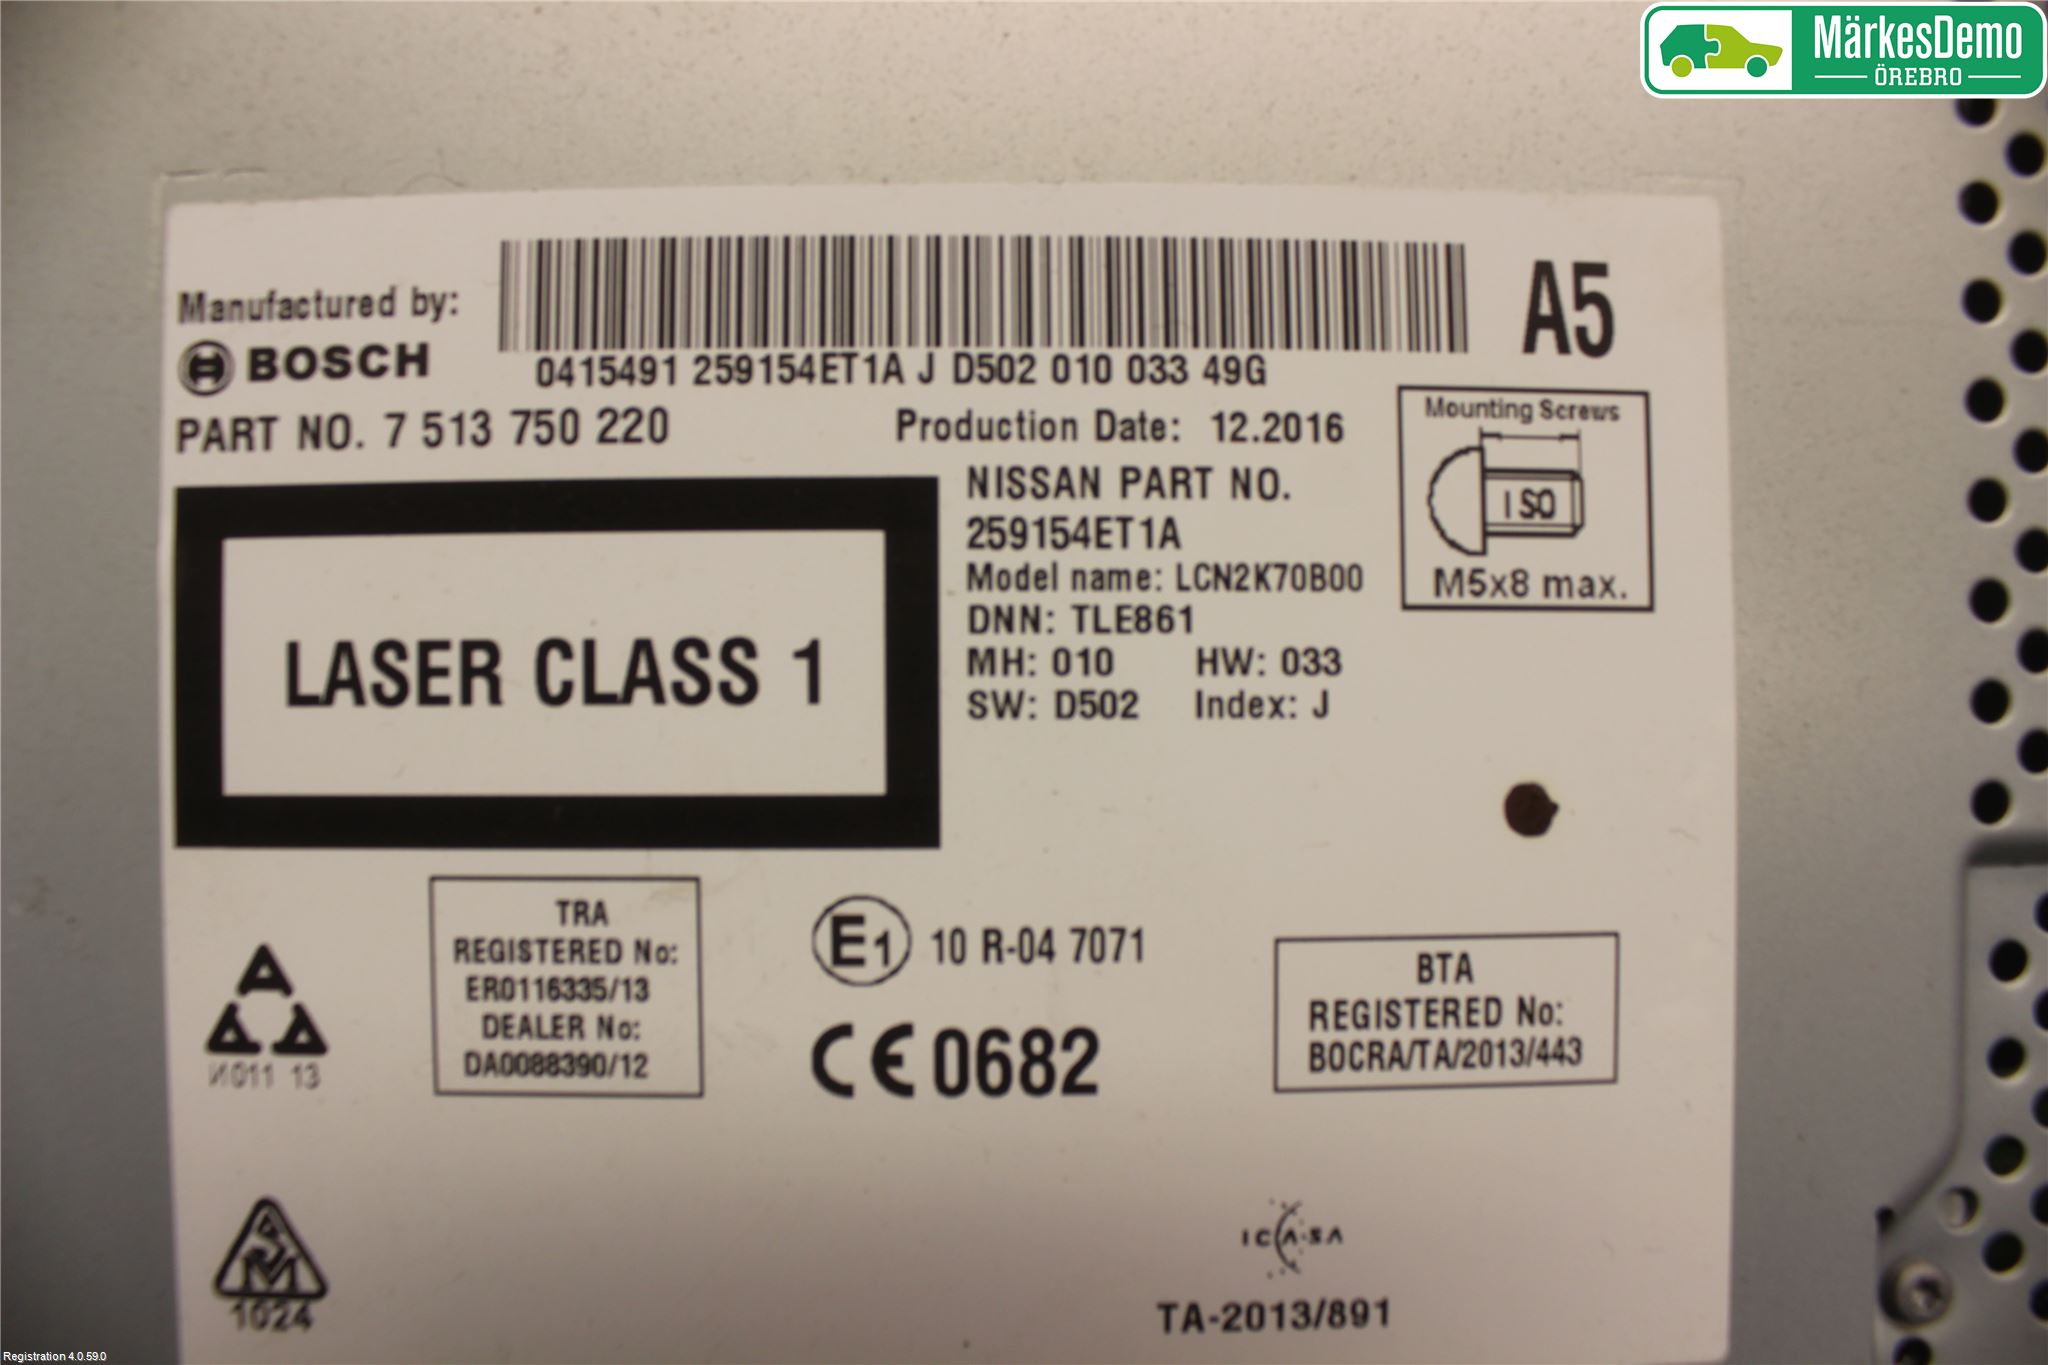 MärkesDemo
ÖREBRO
Manufactured by:
BOSCH
0415491 259154ET1A J D502 010 033 49G
A5
PART NO. 7 513 750 220
Production Date: 12.2016
Mounting Screws
ISO
M5x8 max.
NISSAN PART NO.
259154ET1A
Model name: LCN2K70B00
DNN: TLE861
MH: 010 HW: 033
SW: D502 Index: J
LASER CLASS 1
TRA
REGISTERED No:
ER0116335/13
DEALER No:
DA0088390/12
E1 10 R-04 7071
CE 0682
BTA
REGISTERED No:
BOCRA/TA/2013/443
И011 13
1024
ICASA
TA-2013/891
Registration 4.0.59.0